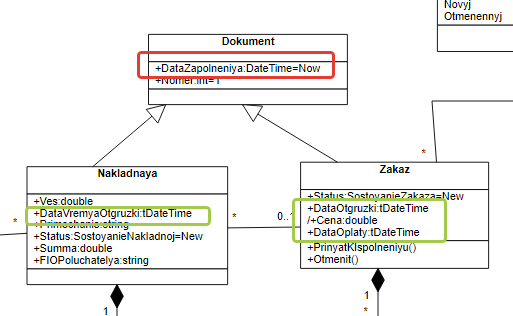 Novyj
Otmenennyj
Dokument
+DataZapolneniya:DateTime=Now
+Nomer:int=1
Nakladnaya
+Ves:double
+DataVremyaOtgruzki:tDateTime
+Primechanie:string
+Status:SostoyanieNakladnoj=New
+Summa:double
+FIOPoluchatelya:string
Zakaz
+Status:SostoyanieZakaza=New
+DataOtgruzki:tDateTime
/+Cena:double
+DataOplaty:tDateTime
+PrinyatKIspolneniyu()
+Otmenit()
*
*
0..1
*
1
1
*